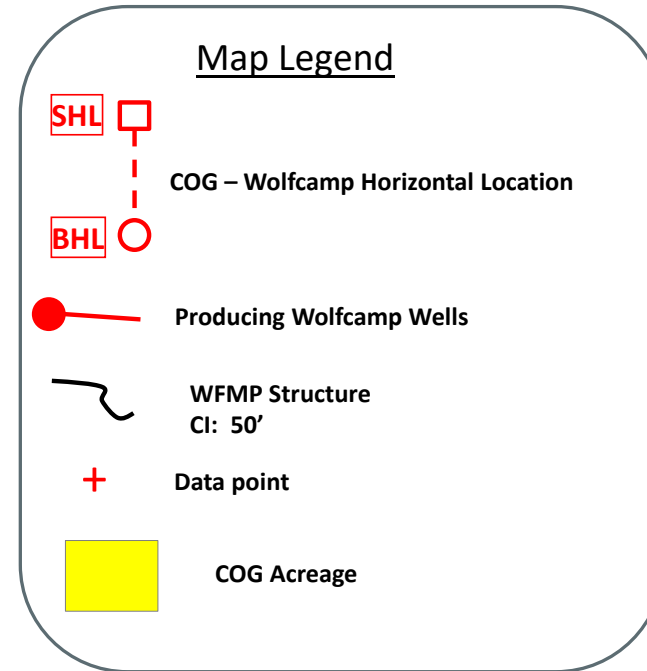 Map Legend
SHL
COG – Wolfcamp Horizontal Location
BHL
Producing Wolfcamp Wells
WFMP Structure
CI: 50’
Data point
COG Acreage